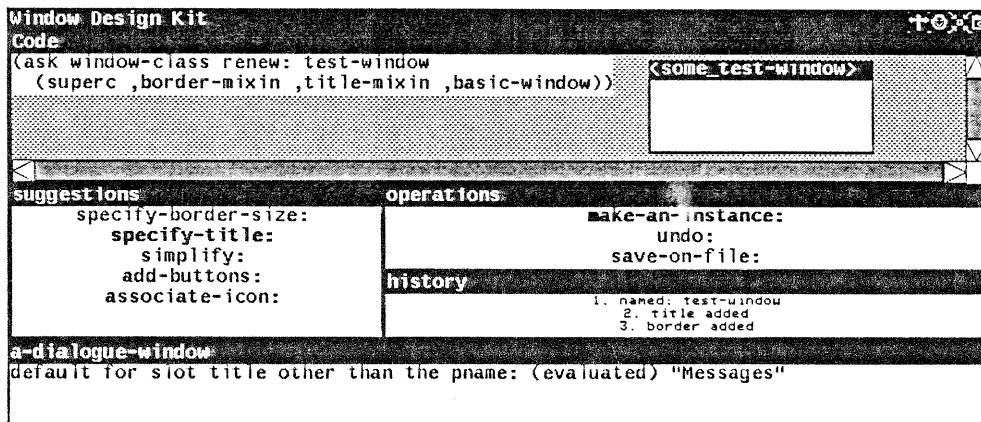 Window Design Kit
Code
(ask window-class renew: test-window
(superc ,border-mixin ,title-mixin ,basic-window))
<some test-window>
suggestions
specify-border-size:
specify-title:
simplify:
add-buttons:
associate-icon:
operations
make-an-instance:
undo:
save-on-file:
history
1. named: test-window
2. title added
3. border added
a-dialogue-window
default for slot title other than the pname: (evaluated) "Messages"